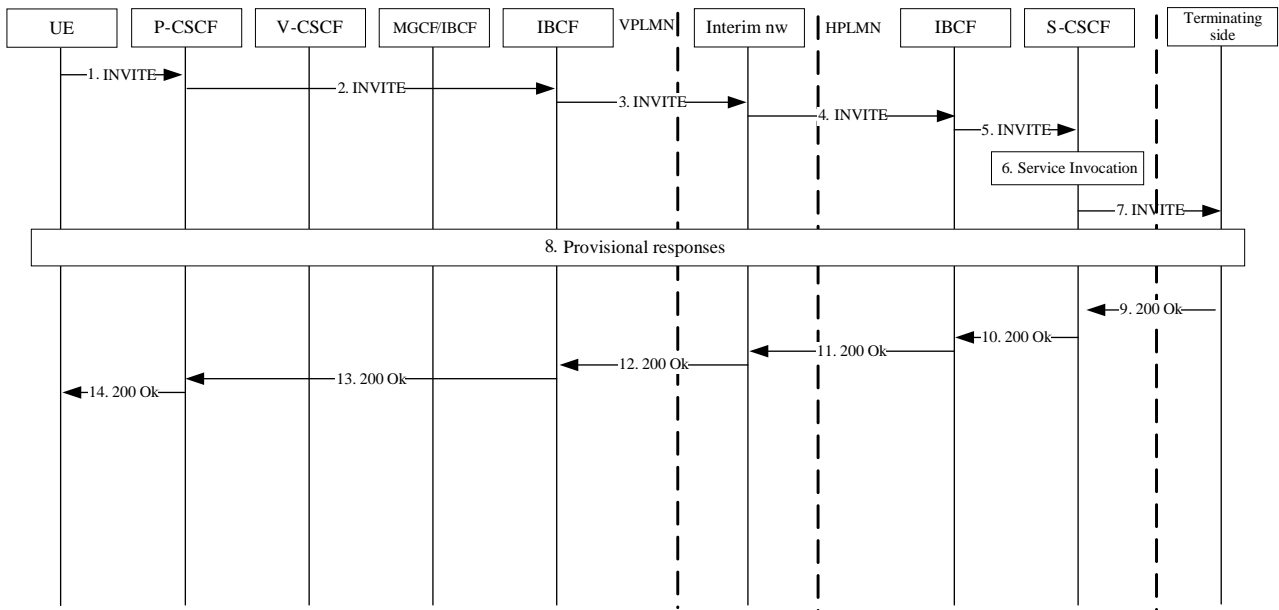 UE
P-CSCF
V-CSCF
MGCF/IBCF
IBCF
VPLMN
Interim nw
HPLMN
IBCF
S-CSCF
Terminating
side
1. INVITE
2. INVITE
3. INVITE
4. INVITE
5. INVITE
6. Service Invocation
7. INVITE
8. Provisional responses
9. 200 Ok
10. 200 Ok
11. 200 Ok
12. 200 Ok
13. 200 Ok
14. 200 Ok